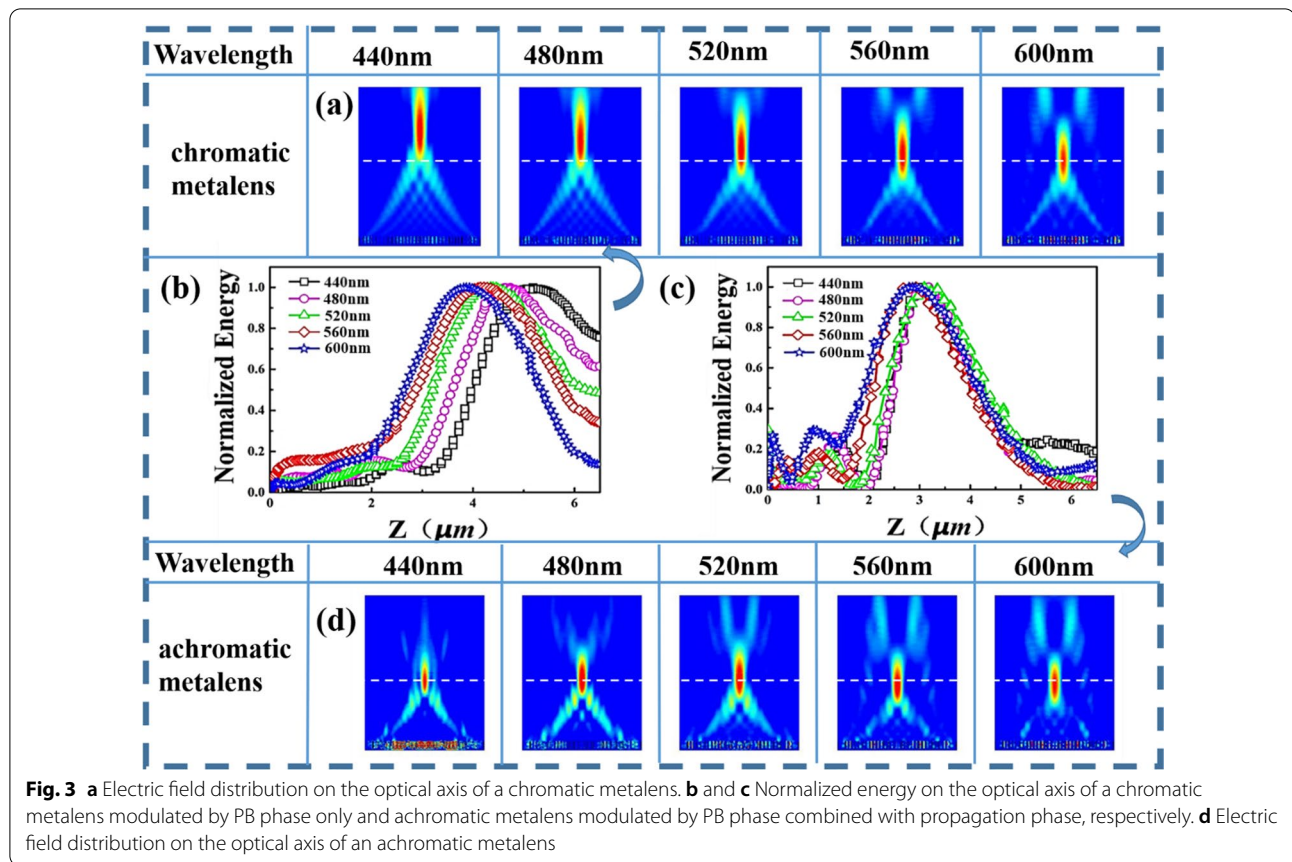 Wavelength 440nm 480nm 520nm 560nm 600nm
chromatic
metalens
(a)
(b)
Normalized Energy
1.0
0.8
0.6
0.4
0.2
0.0
440nm
480nm
520nm
560nm
600nm
0 2 4 6
Z (μm)
(c)
Normalized Energy
1.0
0.8
0.6
0.4
0.2
0.0
440nm
480nm
520nm
560nm
600nm
0 1 2 3 4 5 6
Z (μm)
Wavelength 440nm 480nm 520nm 560nm 600nm
achromatic
metalens
(d)
Fig. 3 a Electric field distribution on the optical axis of a chromatic metalens. b and c Normalized energy on the optical axis of a chromatic
metalens modulated by PB phase only and achromatic metalens modulated by PB phase combined with propagation phase, respectively. d Electric
field distribution on the optical axis of an achromatic metalens